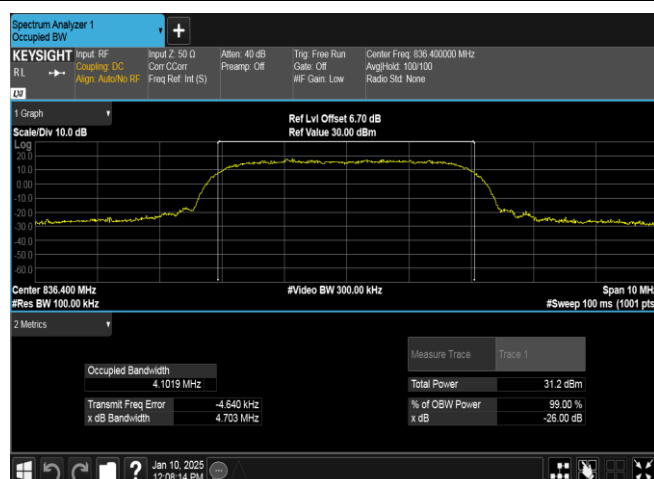 Spectrum Analyzer 1
Occupied BW
+
KEYSIGHT
RL
LXI
Input: RF
Coupling: DC
Align: Auto/No RF
Input Z: 50 Ω
Corr CCorr
Freq Ref: Int (S)
Atten: 40 dB
Preamp: Off
Trig: Free Run
Gate: Off
#IF Gain: Low
Center Freq: 836.400000 MHz
Avg|Hold: 100/100
Radio Std: None
1 Graph
Scale/Div 10.0 dB
Ref Lvl Offset 6.70 dB
Ref Value 30.00 dBm
Log
20.0
10.0
0.00
-10.0
-20.0
-30.0
-40.0
-50.0
-60.0
Center 836.400 MHz
#Res BW 100.00 kHz
#Video BW 300.00 kHz
Span 10 MH
#Sweep 100 ms (1001 pts
2 Metrics
Measure Trace Trace 1
Occupied Bandwidth
4.1019 MHz
Total Power 31.2 dBm
Transmit Freq Error -4.640 kHz
% of OBW Power 99.00 %
x dB Bandwidth 4.703 MHz
x dB -26.00 dB
?
Jan 10, 2025
12:08:14 PM